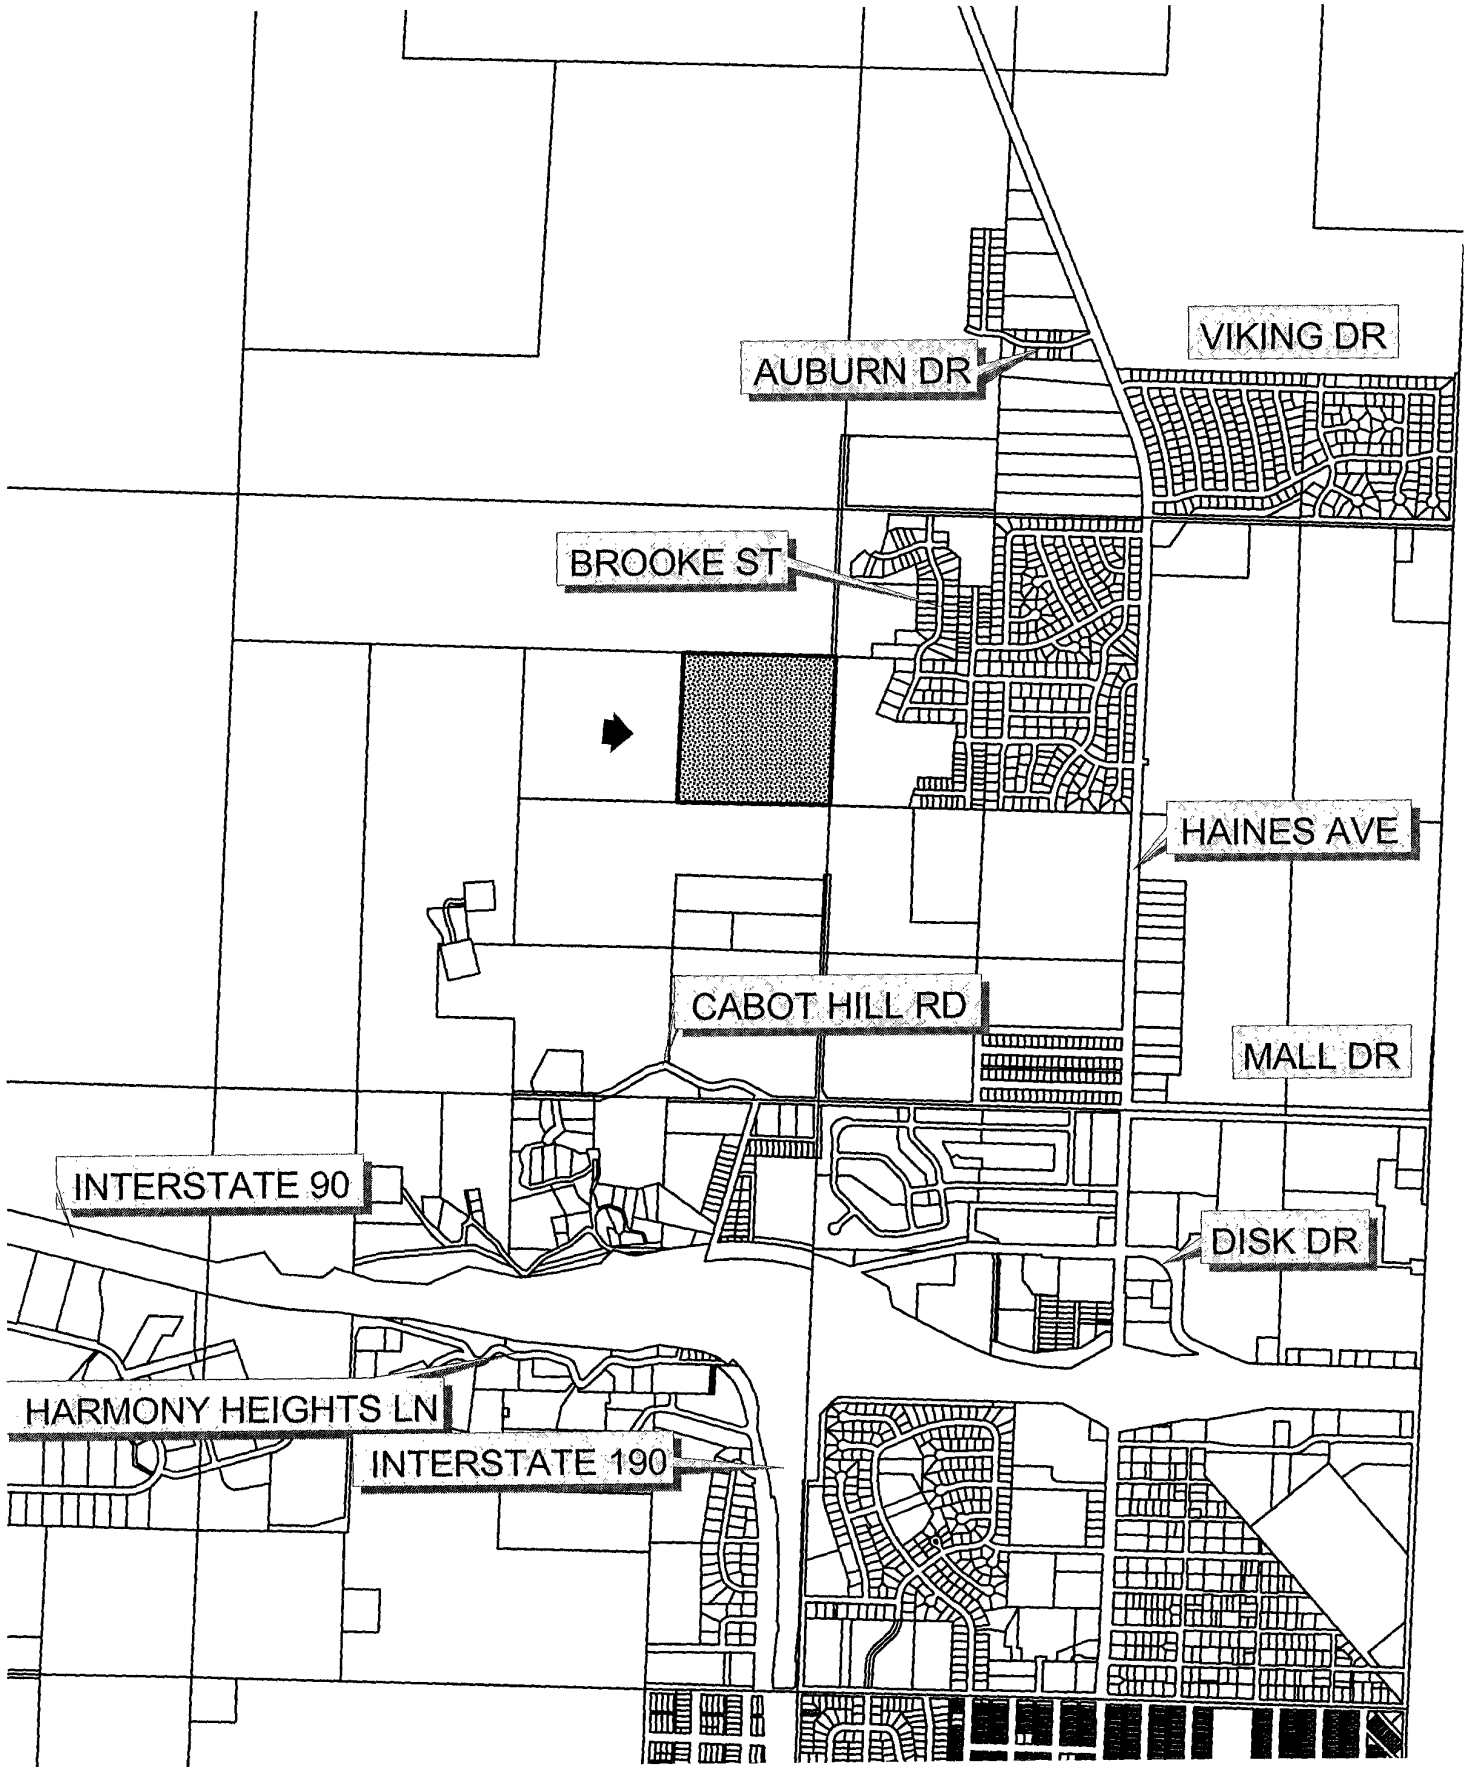 VIKING DR
AUBURN DR
BROOKE ST
HAINES AVE
CABOT HILL RD
MALL DR
INTERSTATE 90
DISK DR
HARMONY HEIGHTS LN
INTERSTATE 190